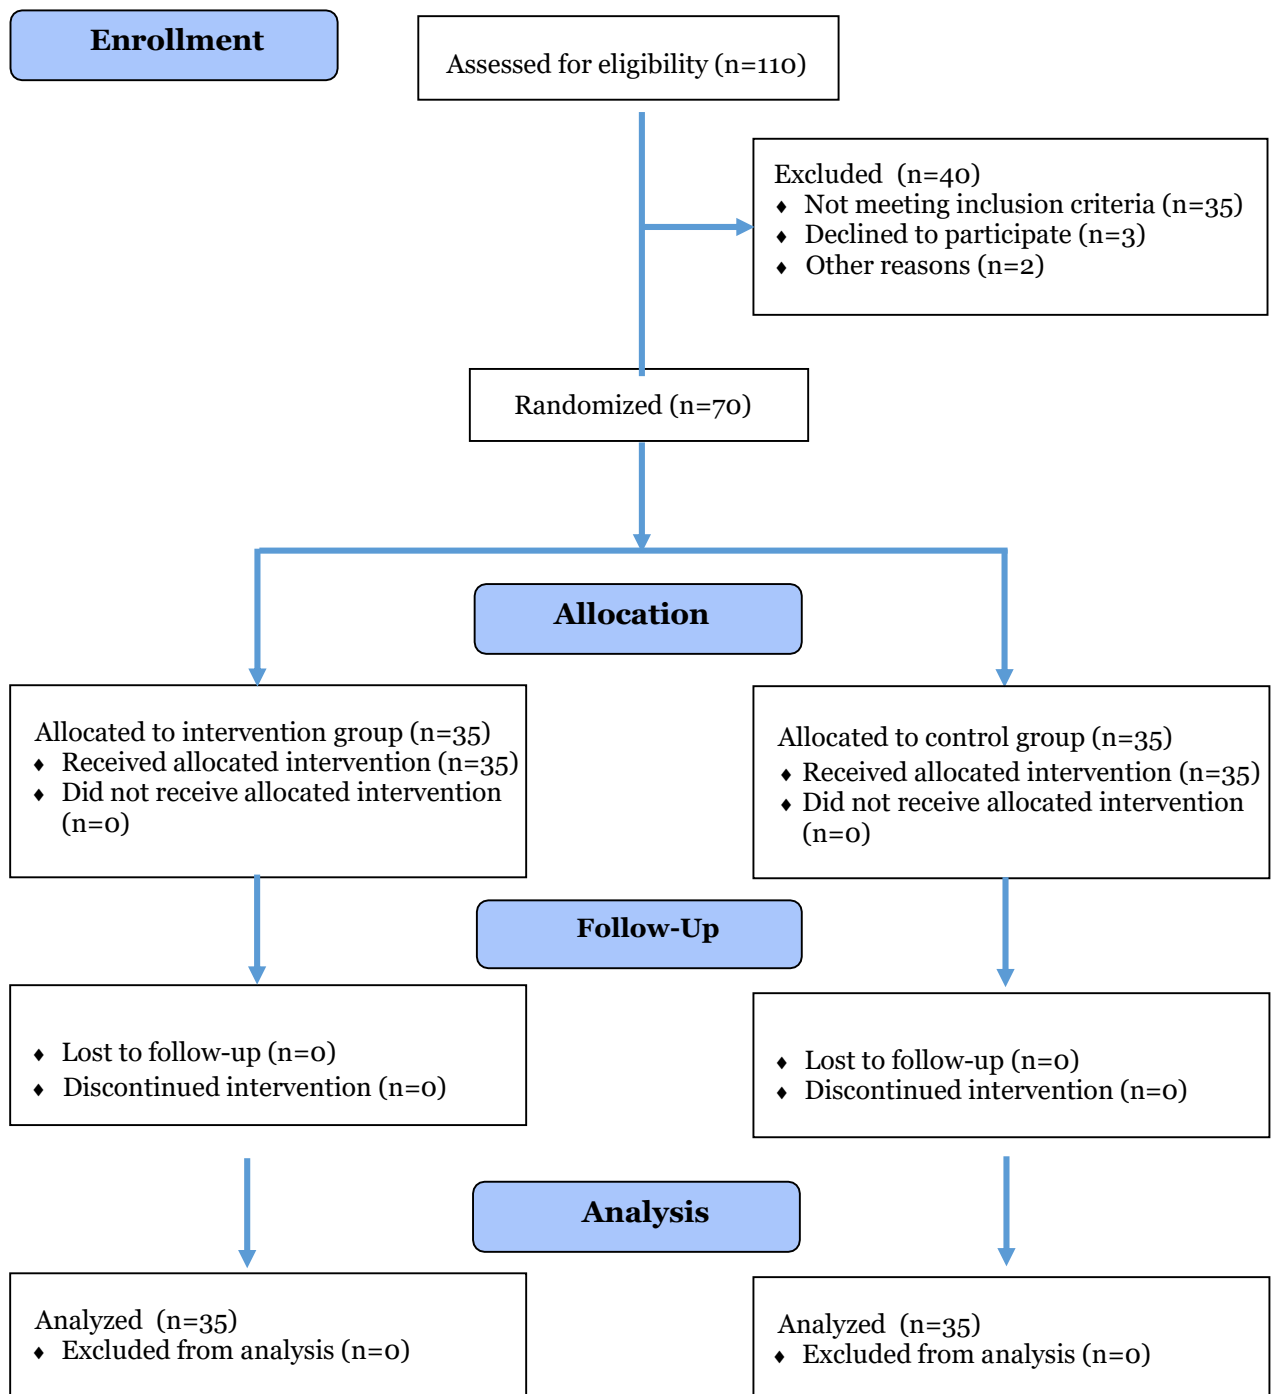 Enrollment
Assessed for eligibility (n=110)
Excluded (n=40)
♦ Not meeting inclusion criteria (n=35)
♦ Declined to participate (n=3)
♦ Other reasons (n=2)
Randomized (n=70)
Allocation
Allocated to intervention group (n=35)
♦ Received allocated intervention (n=35)
♦ Did not receive allocated intervention
(n=0)
Allocated to control group (n=35)
♦ Received allocated intervention (n=35)
♦ Did not receive allocated intervention
(n=0)
Follow-Up
♦ Lost to follow-up (n=0)
♦ Discontinued intervention (n=0)
♦ Lost to follow-up (n=0)
♦ Discontinued intervention (n=0)
Analysis
Analyzed (n=35)
♦ Excluded from analysis (n=0)
Analyzed (n=35)
♦ Excluded from analysis (n=0)